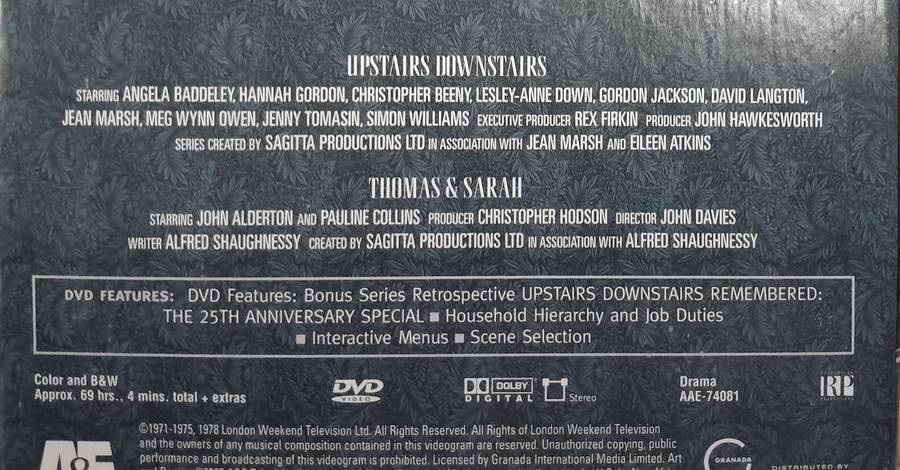 UPSTAIRS DOWNSTAIRS
STARRING ANGELA BADDELEY, HANNAH GORDON, CHRISTOPHER BEENY, LESLEY-ANNE DOWN, GORDON JACKSON, DAVID LANGTON,
JEAN MARSH, MEG WYNN OWEN, JENNY TOMASIN, SIMON WILLIAMS EXECUTIVE PRODUCER REX FIRKIN PRODUCER JOHN HAWKESWORTH
SERIES CREATED BY SAGITTA PRODUCTIONS LTD IN ASSOCIATION WITH JEAN MARSH AND EILEEN ATKINS
THOMAS & SARAH
STARRING JOHN ALDERTON AND PAULINE COLLINS PRODUCER CHRISTOPHER HODSON DIRECTOR JOHN DAVIES
WRITER ALFRED SHAUGHNESSY CREATED BY SAGITTA PRODUCTIONS LTD IN ASSOCIATION WITH ALFRED SHAUGHNESSY
DVD FEATURES: DVD Features: Bonus Series Retrospective UPSTAIRS DOWNSTAIRS REMEMBERED:
THE 25TH ANNIVERSARY SPECIAL ■ Household Hierarchy and Job Duties
■ Interactive Menus ■ Scene Selection
Color and B&W
Approx. 69 hrs., 4 mins. total + extras
DVD VIDEO
DOLBY DIGITAL
Stereo
Drama
AAE-74081
RP
©1971-1975, 1978 London Weekend Television Ltd. All Rights Reserved. All Rights of London Weekend Television
and the owners of any musical composition contained in this videogram are reserved. Unauthorized copying, public
performance and broadcasting of this videogram is prohibited. Licensed by Granada International Media Limited. Art
A&E
GRANADA
DISTRIBUTED BY